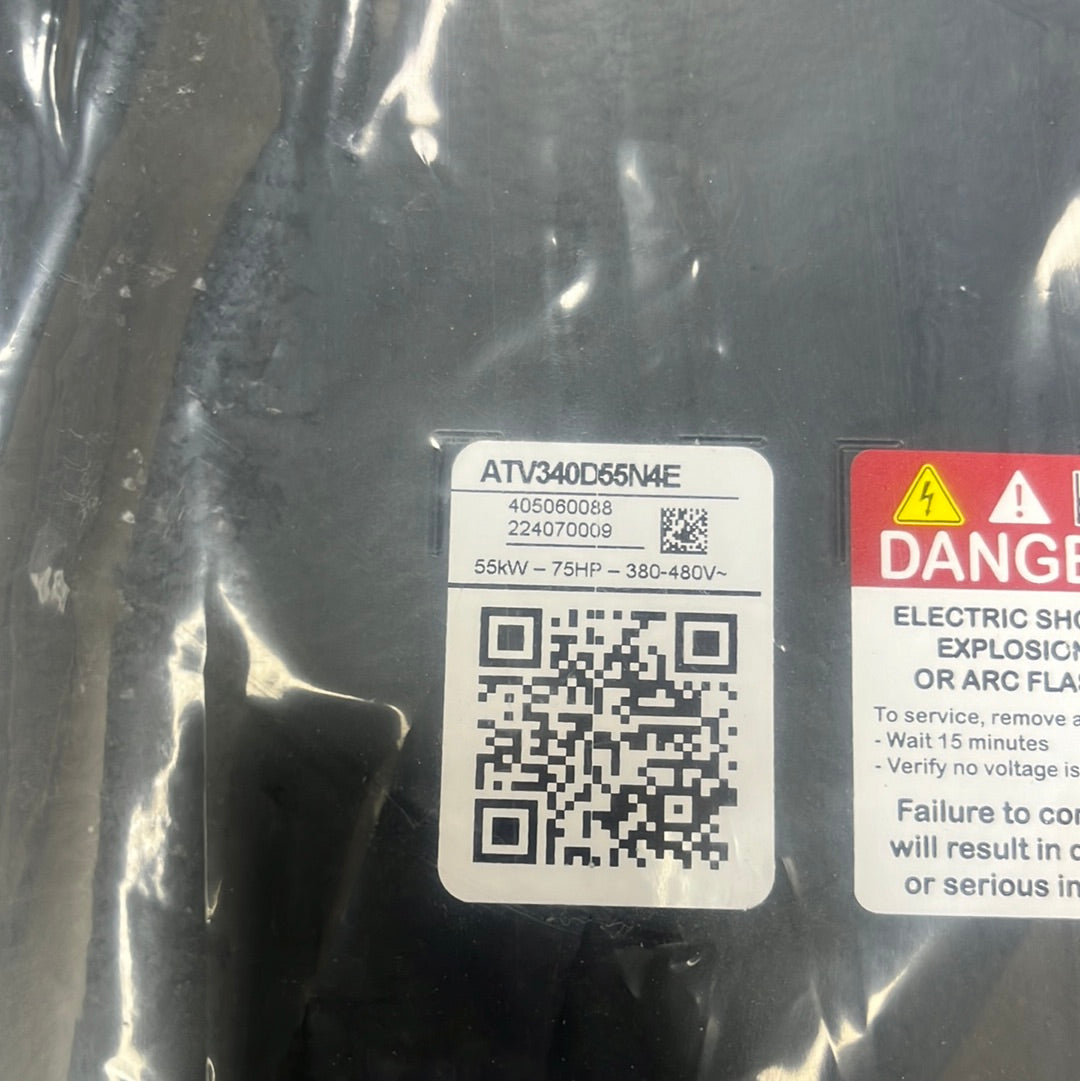 ATV340D55N4E
405060088
224070009
55kW – 75HP – 380-480V~
DANGE
ELECTRIC SHO
EXPLOSION
OR ARC FLAS
To service, remove a
- Wait 15 minutes
- Verify no voltage is
Failure to com
will result in d
or serious in